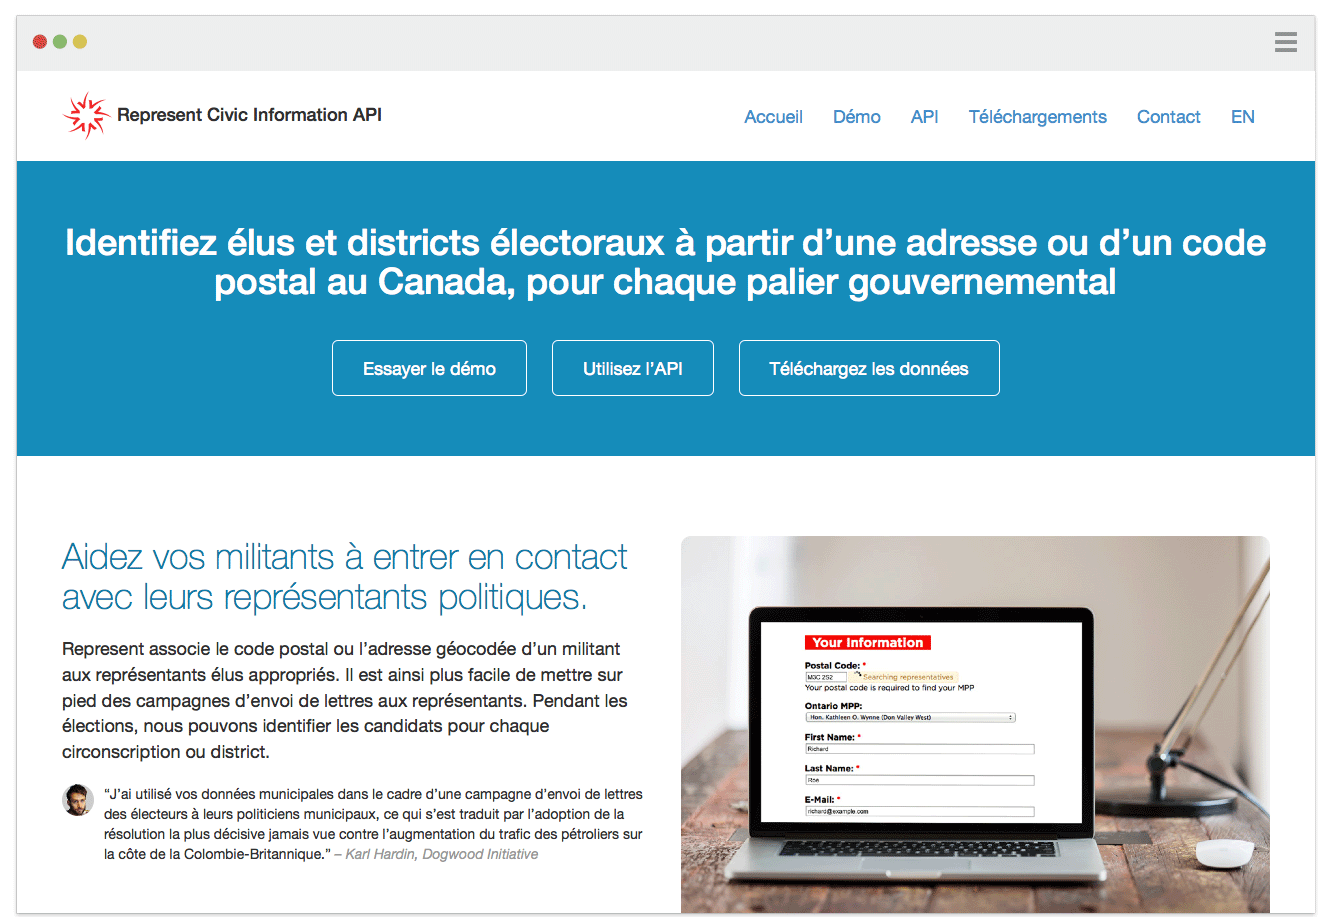 Represent Civic Information API
Accueil Démo API Téléchargements Contact EN
Identifiez élus et districts électoraux à partir d’une adresse ou d’un code
postal au Canada, pour chaque palier gouvernemental
Essayer le démo Utilisez l’API Téléchargez les données
Aidez vos militants à entrer en contact
avec leurs représentants politiques.
Represent associe le code postal ou l’adresse géocodée d’un militant
aux représentants élus appropriés. Il est ainsi plus facile de mettre sur
pied des campagnes d’envoi de lettres aux représentants. Pendant les
élections, nous pouvons identifier les candidats pour chaque
circonscription ou district.
“J’ai utilisé vos données municipales dans le cadre d’une campagne d’envoi de lettres
des électeurs à leurs politiciens municipaux, ce qui s’est traduit par l’adoption de la
résolution la plus décisive jamais vue contre l’augmentation du trafic des pétroliers sur
la côte de la Colombie-Britannique.” – Karl Hardin, Dogwood Initiative
Your Information
Postal Code: *
M3C 2S2 Searching representatives
Your postal code is required to find your MPP
Ontario MPP:
Hon. Kathleen O. Wynne (Don Valley West)
First Name: *
Richard
Last Name: *
Roe
E-Mail: *
richard@example.com